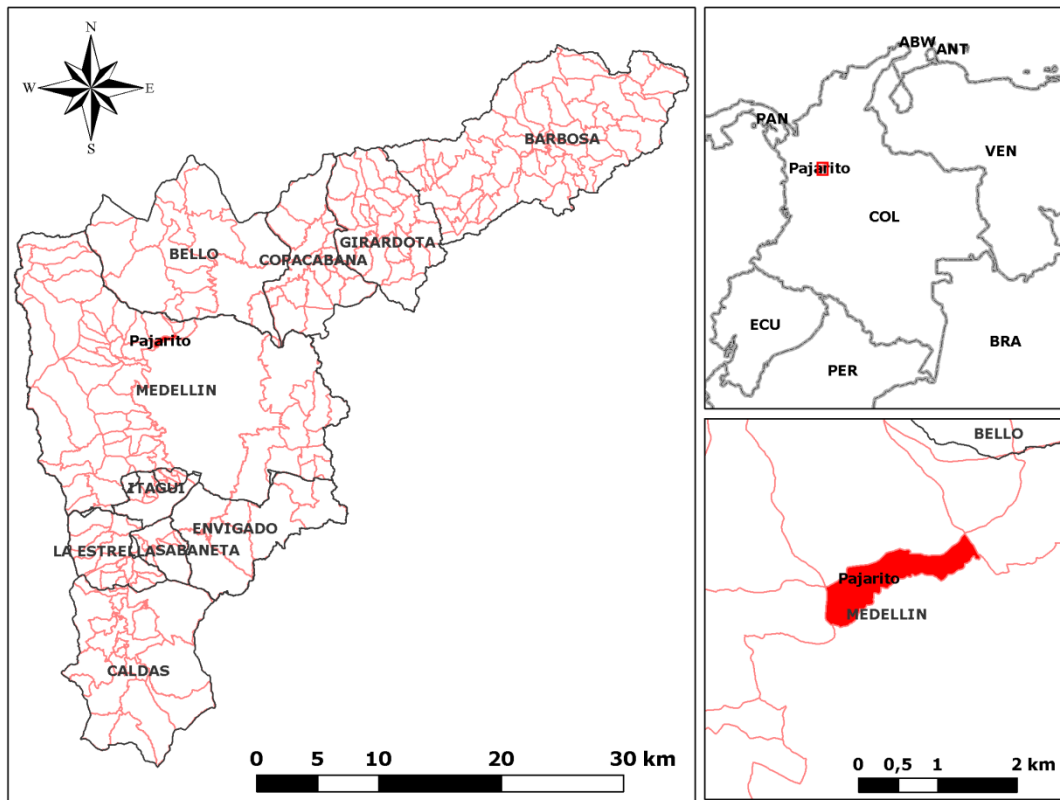 N
W
E
S
BARBOSA
GIRARDOTA
BELLO
COPACABANA
Pajarito
MEDELLIN
ITAGUI
ENVIGADO
LA ESTRELLA
SABANETA
CALDAS
0 5 10 20 30 km
ABW
ANT
PAN
VEN
Pajarito
COL
ECU
PER
BRA
BELLO
Pajarito
MEDELLIN
0 0,5 1 2 km